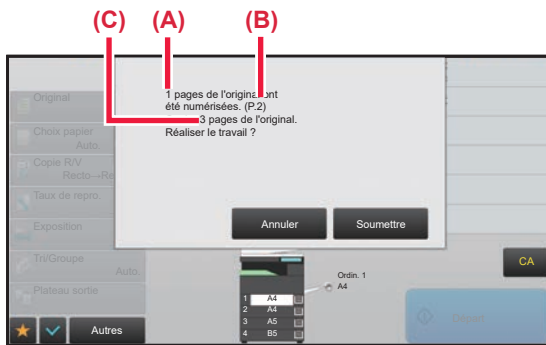 (C) (A) (B)
1 pages de l'original ont
été numérisées. (P.2)
3 pages de l'original.
Réaliser le travail ?
Original
Choix papier
Auto.
Copie R/V
Recto→Re
Taux de repro.
Exposition
Tri/Groupe
Auto.
Plateau sortie
Annuler
Soumettre
Ordin. 1
A4
1 A4
2 A4
3 A5
4 B5
CA
Départ
Autres